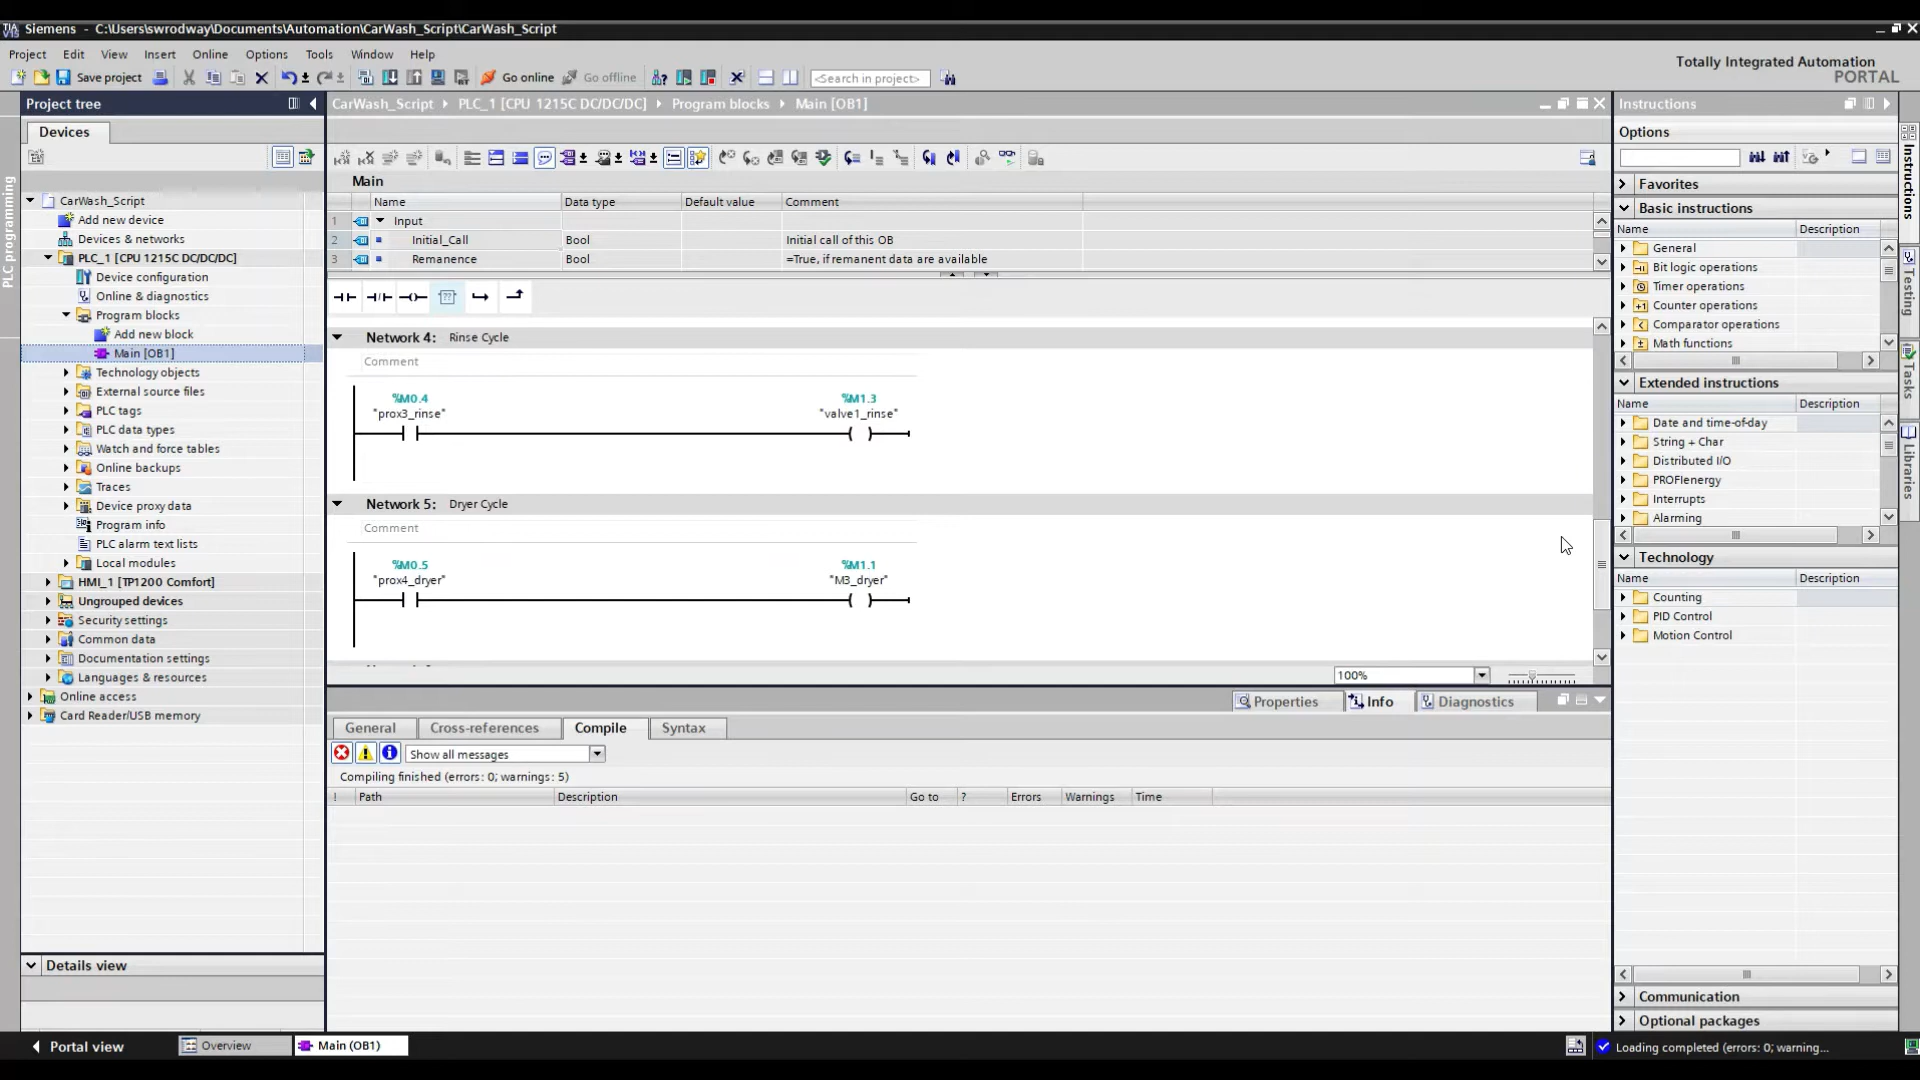 Siemens - C:\Users\swrodway\Documents\Automation\CarWash_Script\CarWash_Script
Project Edit View Insert Online Options Tools Window Help
Totally Integrated Automation
PORTAL
Save project
Go online
Go offline
<Search in project>
Project tree
Devices
PLC programming
CarWash_Script
Add new device
Devices & networks
PLC_1 [CPU 1215C DC/DC/DC]
Device configuration
Online & diagnostics
Program blocks
Add new block
Main [OB1]
Technology objects
External source files
PLC tags
PLC data types
Watch and force tables
Online backups
Traces
Device proxy data
Program info
PLC alarm text lists
Local modules
HMI_1 [TP1200 Comfort]
Ungrouped devices
Security settings
Common data
Documentation settings
Languages & resources
Online access
Card Reader/USB memory
Details view
CarWash_Script PLC_1 [CPU 1215C DC/DC/DC] Program blocks Main [OB1]
Main
Name Data type Default value Comment
1 Input
2 Initial_Call Bool Initial call of this OB
3 Remanence Bool =True, if remanent data are available
??
Network 4: Rinse Cycle
Comment
%M0.4 %M1.3
"prox3_rinse" "valve1_rinse"
Network 5: Dryer Cycle
Comment
%M0.5 %M1.1
"prox4_dryer" "M3_dryer"
100%
Properties Info Diagnostics
General Cross-references Compile Syntax
Show all messages
Compiling finished (errors: 0; warnings: 5)
! Path Description Go to ? Errors Warnings Time
Instructions
Options
Favorites
Basic instructions
Name Description
General
Bit logic operations
Timer operations
Counter operations
Comparator operations
Math functions
Extended instructions
Name Description
Date and time-of-day
String + Char
Distributed I/O
PROFIenergy
Interrupts
Alarming
Technology
Name Description
Counting
PID Control
Motion Control
Communication
Optional packages
Instructions
Testing
Tasks
Libraries
Portal view Overview Main (OB1)
Loading completed (errors: 0; warning...